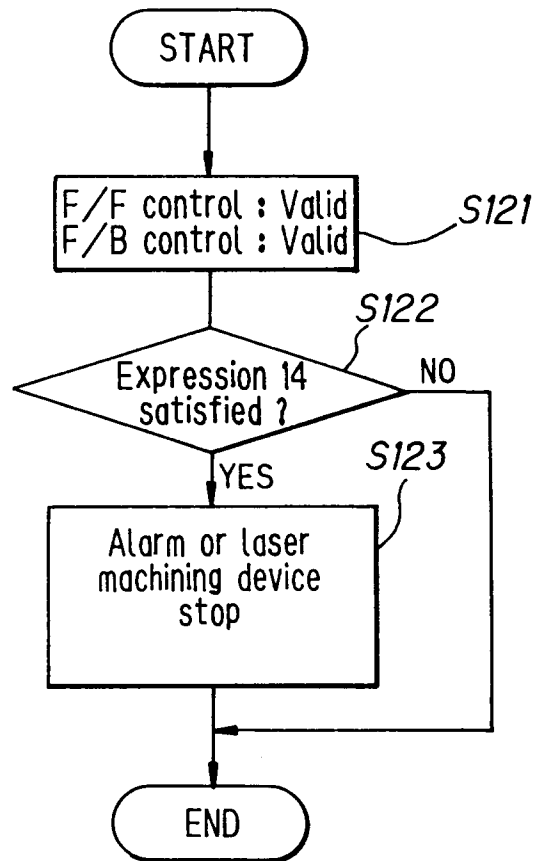 START
F/F control : Valid
F/B control : Valid
S121
S122
Expression 14
satisfied ?
NO
YES
S123
Alarm or laser
machining device
stop
END